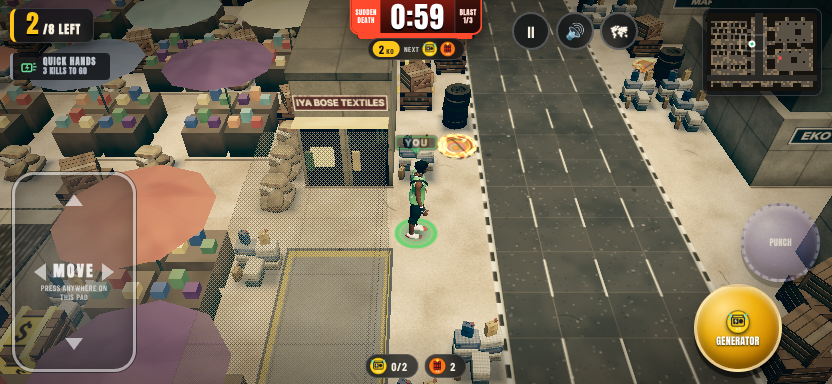 2 /8 LEFT
QUICK HANDS
3 KILLS TO GO
SUDDEN DEATH
0:59
BLAST 1/3
2 KO
NEXT
IYA BOSE TEXTILES
YOU
EKO
MOVE
PRESS ANYWHERE ON
THIS PAD
PUNCH
GENERATOR
0/2
2